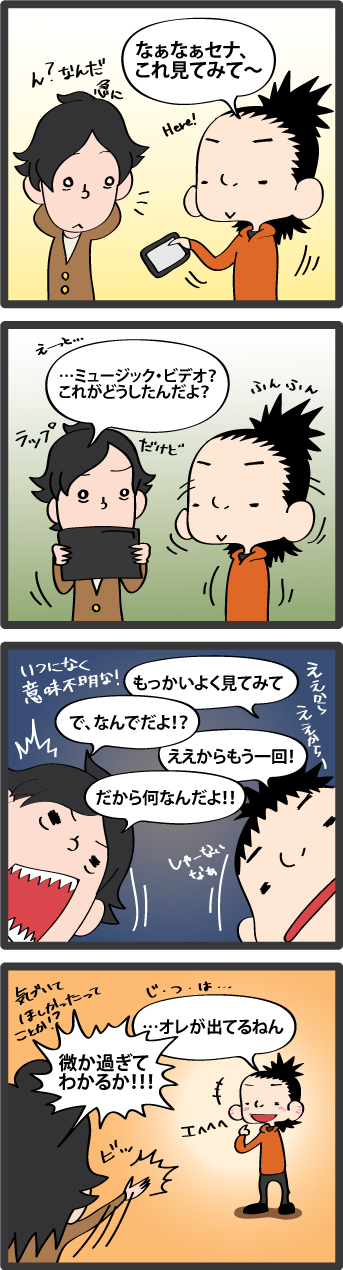 なぁなぁセナ、
これ見てみて〜
ん?なんだ
急に
Here!
えーっと…
…ミュージック・ビデオ?
これがどうしたんだよ?
ふんふん
ラップ
だけど
いつになく
意味不明な!
もっかいよく見てみて
ええから
ええから〜
で、なんでだよ!?
ええからもう一回!
だから何なんだよ!!
しゃーない
なぁ
じ・つ・は…
…オレが出てるねん
気づいて
ほしかったって
ことか!?
微か過ぎて
わかるか!!!
エヘヘヘ
ビッ